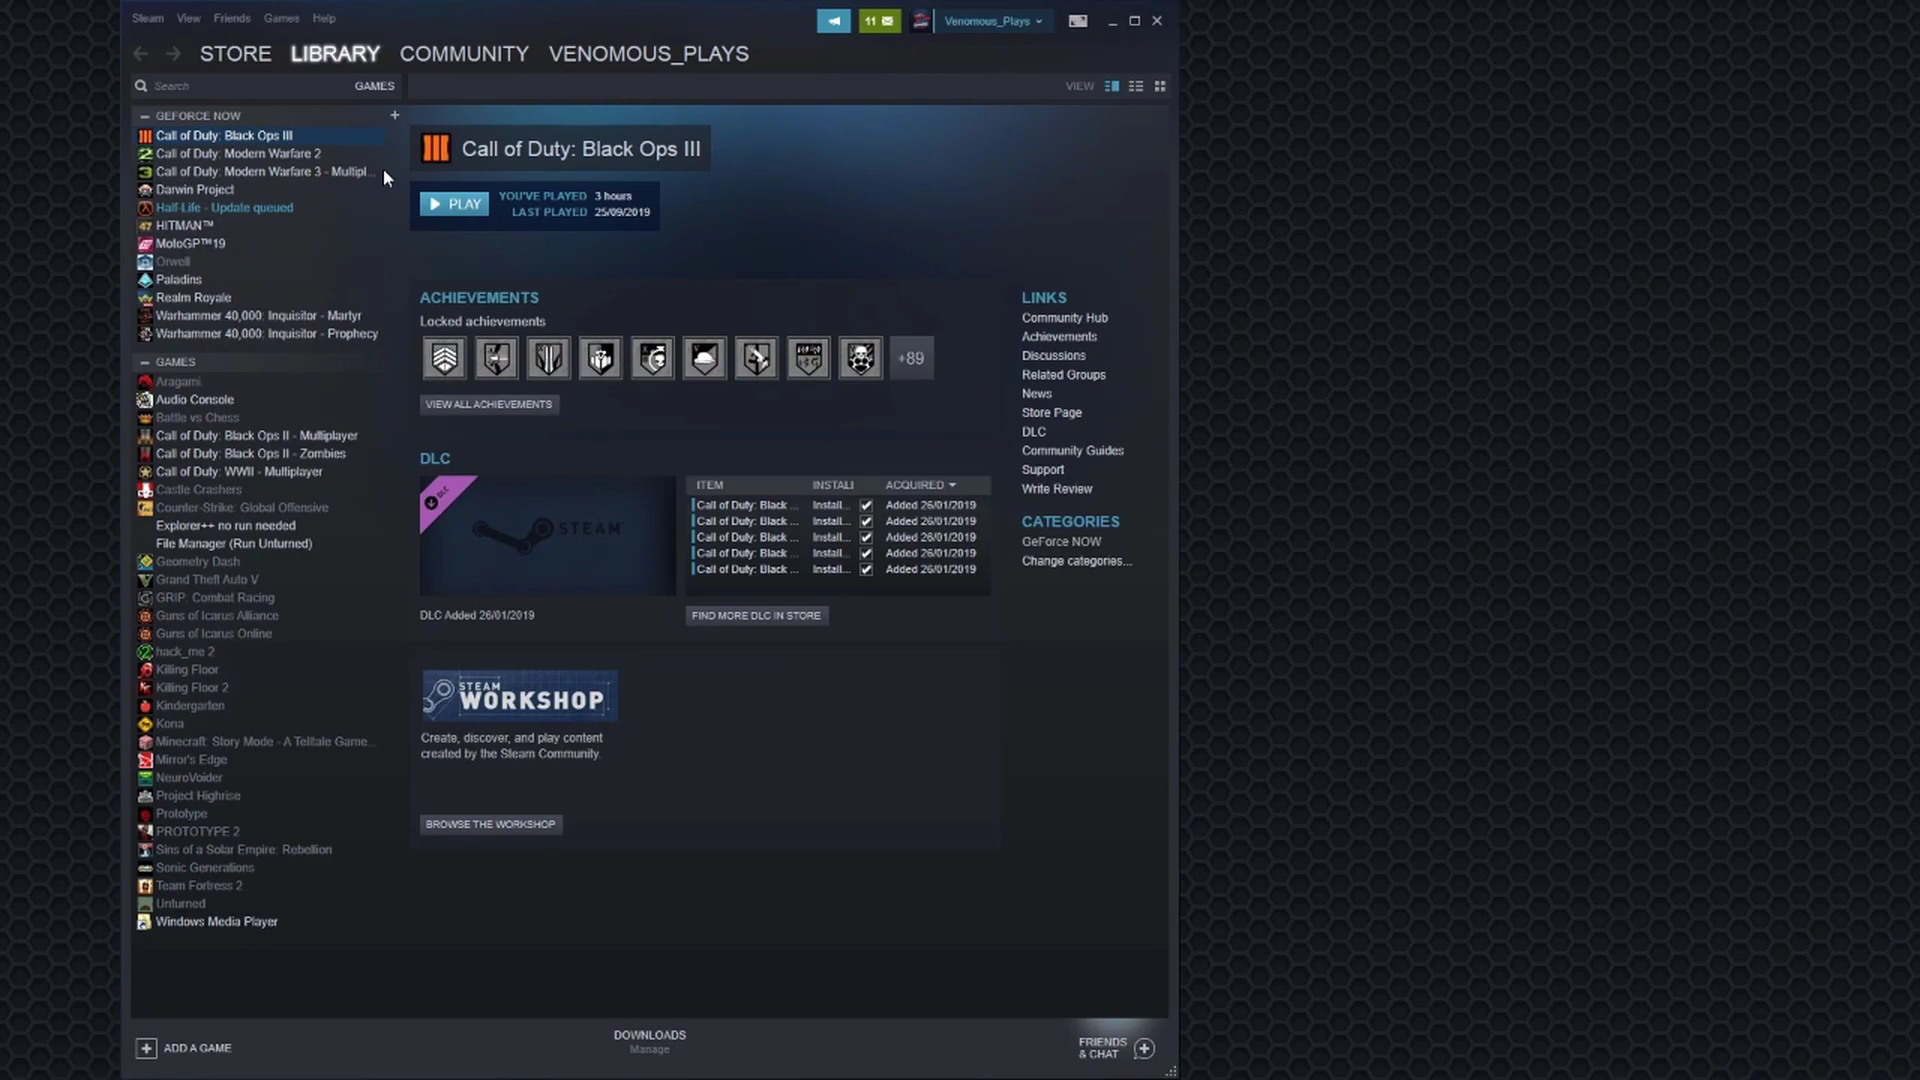 Steam View Friends Games Help
11
Venomous_Plays
STORE LIBRARY COMMUNITY VENOMOUS_PLAYS
Search GAMES
VIEW
GEFORCE NOW
Call of Duty: Black Ops III
Call of Duty: Modern Warfare 2
Call of Duty: Modern Warfare 3 - Multipl...
Darwin Project
Half-Life - Update queued
HITMAN™
MotoGP™19
Orwell
Paladins
Realm Royale
Warhammer 40,000: Inquisitor - Martyr
Warhammer 40,000: Inquisitor - Prophecy
GAMES
Aragami
Audio Console
Battle vs Chess
Call of Duty: Black Ops II - Multiplayer
Call of Duty: Black Ops II - Zombies
Call of Duty: WWII - Multiplayer
Castle Crashers
Counter-Strike: Global Offensive
Explorer++ no run needed
File Manager (Run Unturned)
Geometry Dash
Grand Theft Auto V
GRIP: Combat Racing
Guns of Icarus Alliance
Guns of Icarus Online
hack_me 2
Killing Floor
Killing Floor 2
Kindergarten
Kona
Minecraft: Story Mode - A Telltale Game...
Mirror's Edge
NeuroVoider
Project Highrise
Prototype
PROTOTYPE 2
Sins of a Solar Empire: Rebellion
Sonic Generations
Team Fortress 2
Unturned
Windows Media Player
ADD A GAME
Call of Duty: Black Ops III
PLAY
YOU'VE PLAYED 3 hours
LAST PLAYED 25/09/2019
ACHIEVEMENTS
Locked achievements
+89
VIEW ALL ACHIEVEMENTS
DLC
DLC
STEAM
DLC Added 26/01/2019
ITEM INSTALL ACQUIRED
Call of Duty: Black ... Install... Added 26/01/2019
Call of Duty: Black ... Install... Added 26/01/2019
Call of Duty: Black ... Install... Added 26/01/2019
Call of Duty: Black ... Install... Added 26/01/2019
Call of Duty: Black ... Install... Added 26/01/2019
FIND MORE DLC IN STORE
STEAM
WORKSHOP
Create, discover, and play content
created by the Steam Community.
BROWSE THE WORKSHOP
LINKS
Community Hub
Achievements
Discussions
Related Groups
News
Store Page
DLC
Community Guides
Support
Write Review
CATEGORIES
GeForce NOW
Change categories...
DOWNLOADS
Manage
FRIENDS
& CHAT